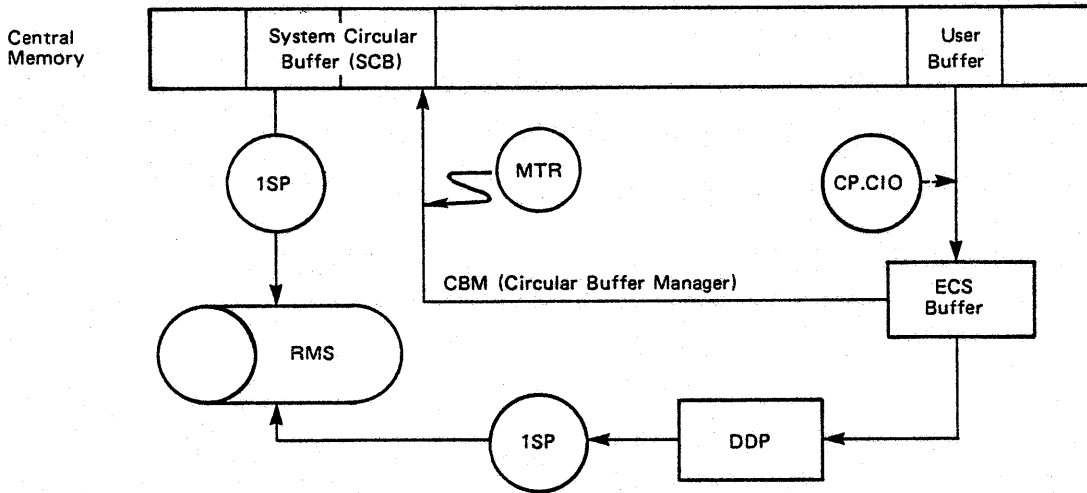 Central
Memory
System Circular
Buffer (SCB)
User
Buffer
1SP
MTR
CP.CIO
CBM (Circular Buffer Manager)
ECS
Buffer
RMS
1SP
DDP